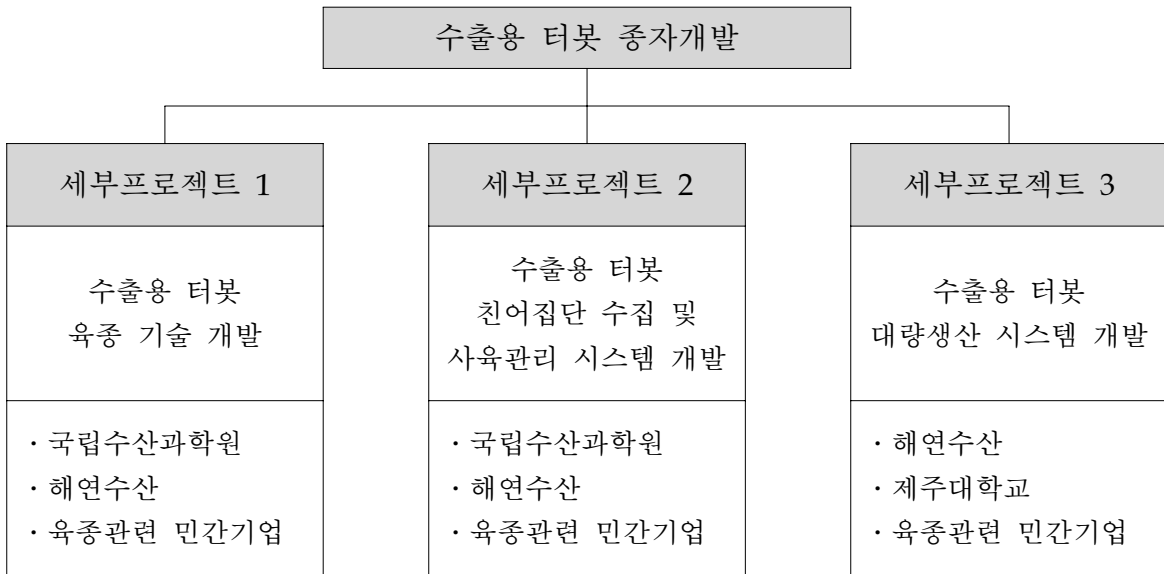 수출용 터봇 종자개발
세부프로젝트 1
수출용 터봇
육종 기술 개발
· 국립수산과학원
· 해연수산
· 육종관련 민간기업
세부프로젝트 2
수출용 터봇
친어집단 수집 및
사육관리 시스템 개발
· 국립수산과학원
· 해연수산
· 육종관련 민간기업
세부프로젝트 3
수출용 터봇
대량생산 시스템 개발
· 해연수산
· 제주대학교
· 육종관련 민간기업